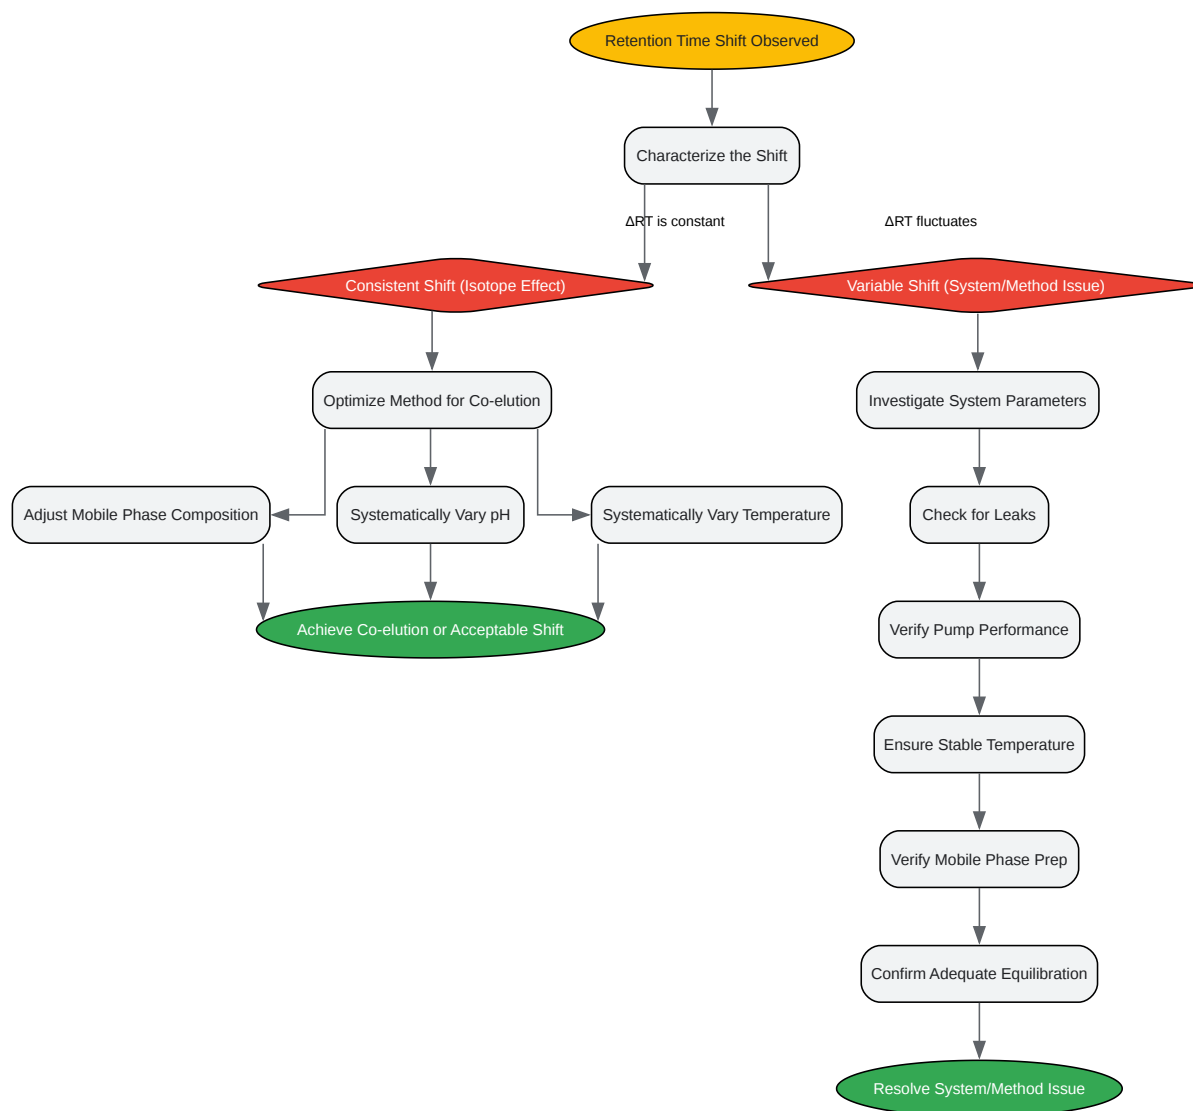 Retention Time Shift Observed
Characterize the Shift
ΔRT is constant
ΔRT fluctuates
Consistent Shift (Isotope Effect)
Variable Shift (System/Method Issue)
Optimize Method for Co-elution
Investigate System Parameters
Adjust Mobile Phase Composition
Systematically Vary pH
Systematically Vary Temperature
Check for Leaks
Achieve Co-elution or Acceptable Shift
Verify Pump Performance
Ensure Stable Temperature
Verify Mobile Phase Prep
Confirm Adequate Equilibration
Resolve System/Method Issue